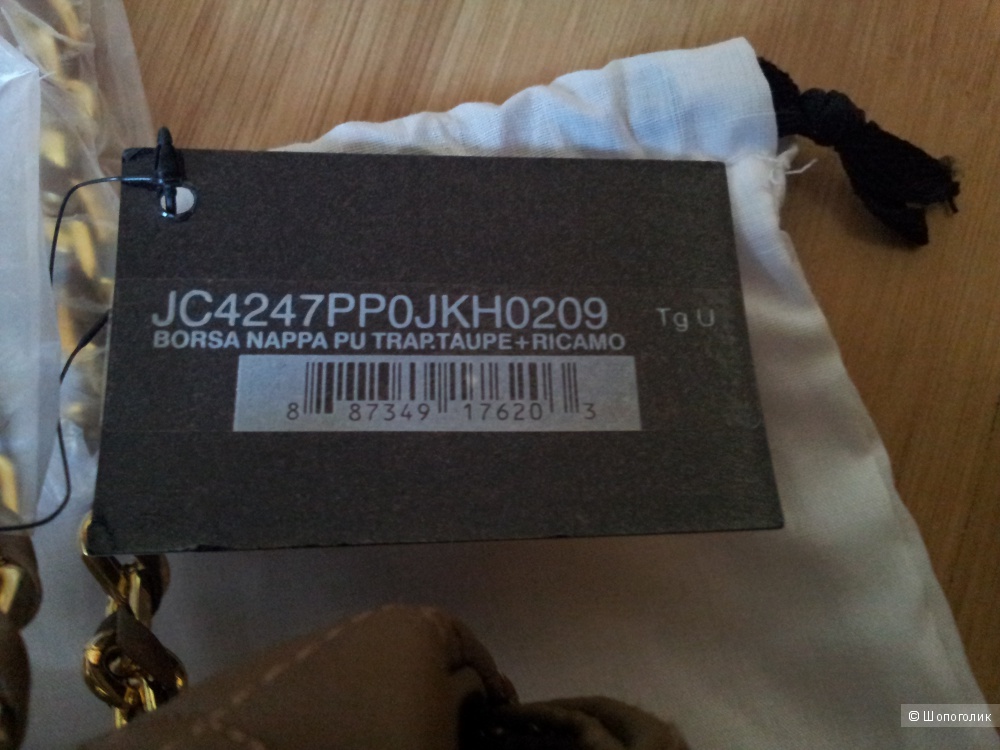 JC4247PP0JKH0209 Tg U
BORSA NAPPA PU TRAP.TAUPE+RICAMO
8 87349 17620 3
© Шопоголик